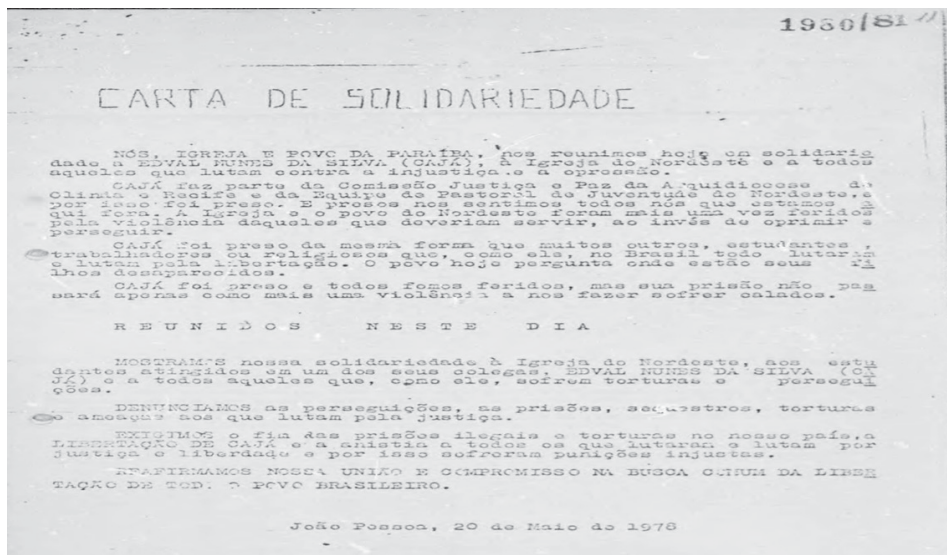 1980/81
CARTA DE SOLIDARIEDADE
NÓS, IGREJA E POVO DA PARAÍBA, nos reunimos hoje em solidarie
dade a EDVAL NUNES DA SILVA (CAJÁ), à Igreja do Nordeste e a todos
aqueles que lutam contra a injustiça e a opressão.
CAJÁ faz parte da Comissão Justiça e Paz da Arquidiocese de
Olinda e Recife e da Equipe de Pastoral de Juventude do Nordeste, e
por isso foi preso. E presos nos sentimos todos nós que estamos a
qui fora. A Igreja e o povo do Nordeste foram mais uma vez feridos
pela violência daqueles que deveriam servir, ao invés de oprimir e
perseguir.
CAJÁ foi preso da mesma forma que muitos outros, estudantes ,
trabalhadores ou religiosos que, como ele, no Brasil todo lutaram
e lutam pela libertação. O povo hoje pergunta onde estão seus fi
lhos desaparecidos.
CAJÁ foi preso e todos fomos feridos, mas sua prisão não pas
sará apenas como mais uma violência a nos fazer sofrer calados.
REUNIDOS NESTE DIA
MOSTRAMOS nossa solidariedade à Igreja do Nordeste, aos estu
dantes atingidos em um dos seus colegas, EDVAL NUNES DA SILVA (CA
JÁ) e a todos aqueles que, como ele, sofrem torturas e persegui
ções.
DENUNCIAMOS as perseguições, as prisões, sequestros, torturas
e ameaças aos que lutam pela justiça.
EXIGIMOS o fim das prisões ilegais e torturas no nosso país, a
LIBERTAÇÃO DE CAJÁ e a anistia a todos os que lutaram e lutam por
justiça e liberdade e por isso sofreram punições injustas.
REAFIRMAMOS NOSSA UNIÃO E COMPROMISSO NA BUSCA COMUM DA LIBER
TAÇÃO DE TODO O POVO BRASILEIRO.
João Pessoa, 20 de Maio de 1978